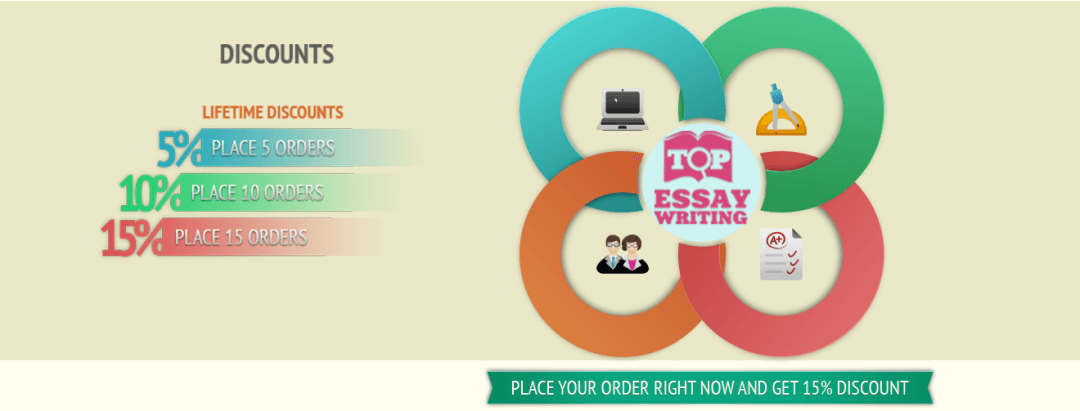 DISCOUNTS
LIFETIME DISCOUNTS
5% PLACE 5 ORDERS
10% PLACE 10 ORDERS
15% PLACE 15 ORDERS
TOP
ESSAY
WRITING
A+
PLACE YOUR ORDER RIGHT NOW AND GET 15% DISCOUNT